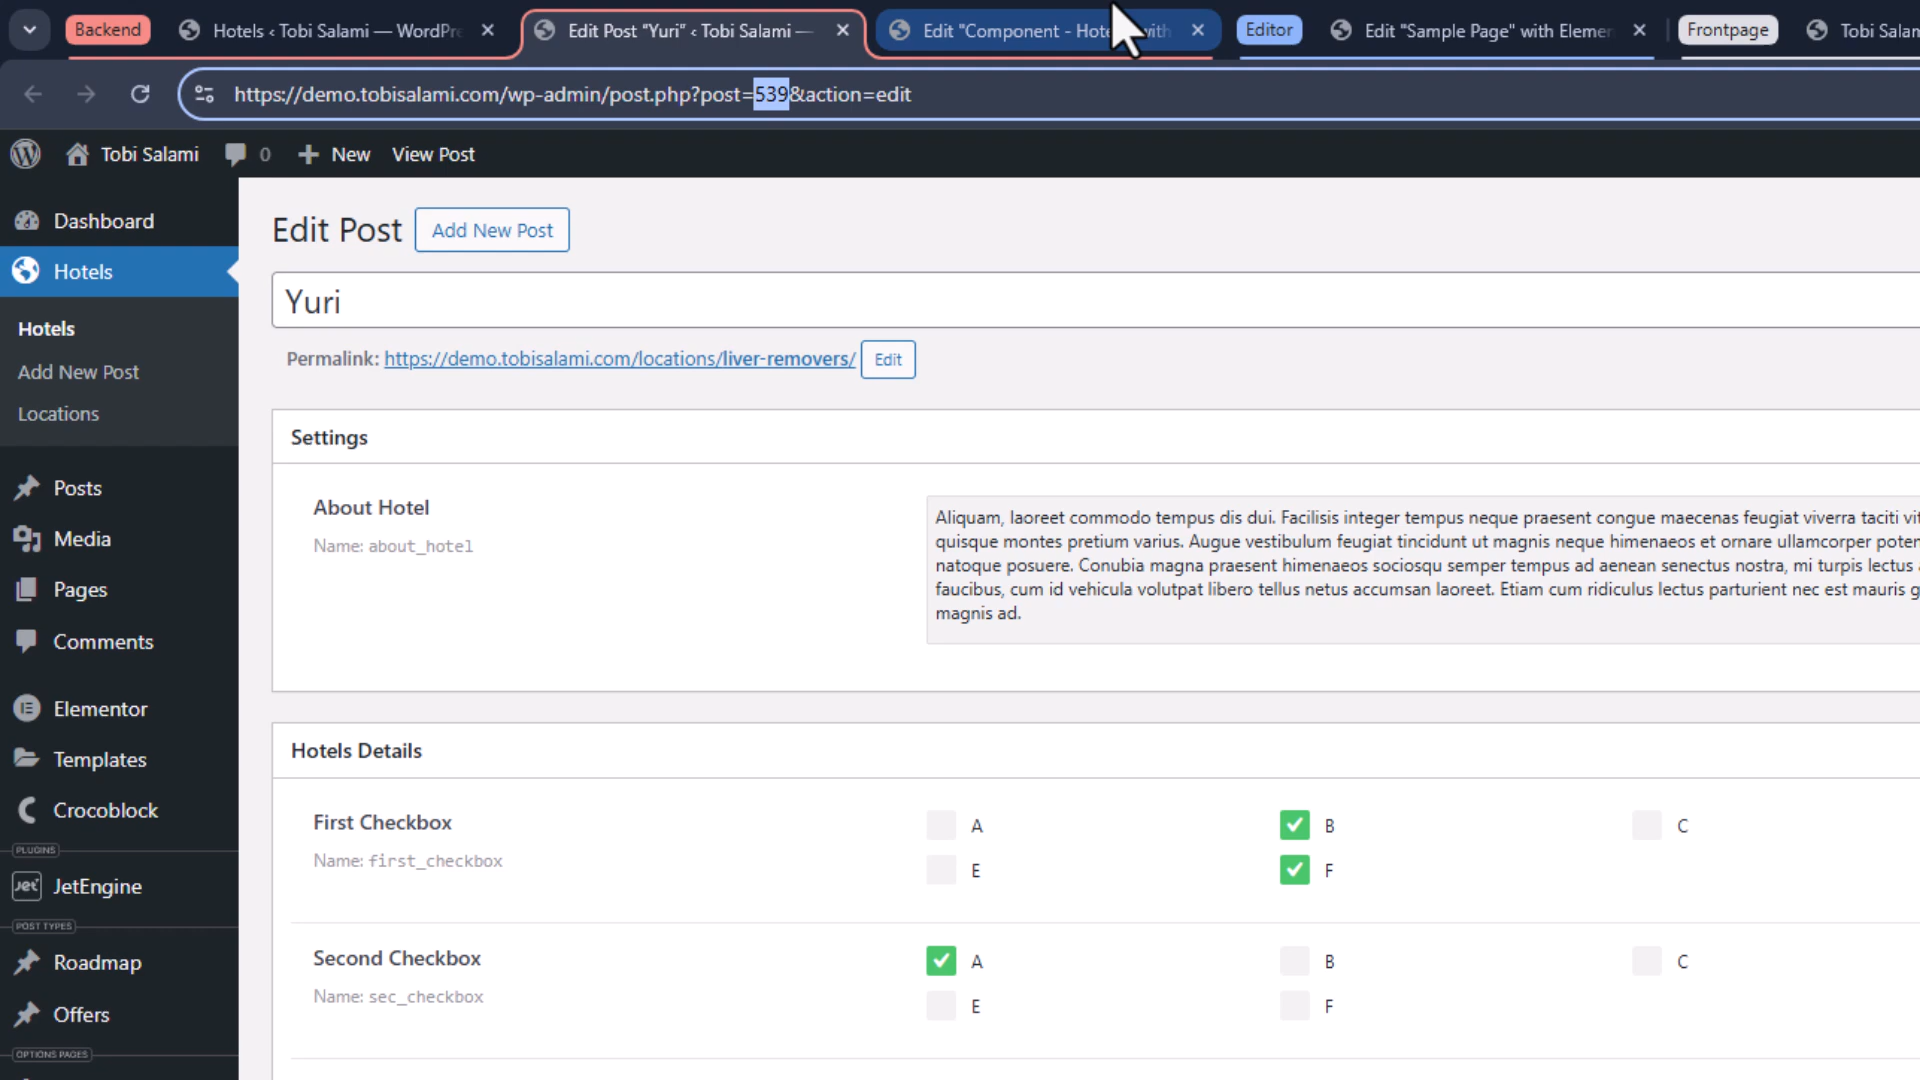 Backend
Hotels ‹ Tobi Salami — WordPre
Edit Post “Yuri” ‹ Tobi Salami —
Edit "Component - Hote with
Editor
Edit "Sample Page" with Elemen
Frontpage
Tobi Salam
https://demo.tobisalami.com/wp-admin/post.php?post=539&action=edit
Tobi Salami
0
New
View Post
Dashboard
Hotels
Hotels
Add New Post
Locations
Posts
Media
Pages
Comments
Elementor
Templates
Crocoblock
PLUGINS
Jet
JetEngine
POST TYPES
Roadmap
Offers
OPTIONS PAGES
Edit Post
Add New Post
Yuri
Permalink: https://demo.tobisalami.com/locations/liver-removers/
Edit
Settings
About Hotel
Name: about_hotel
Aliquam, laoreet commodo tempus dis dui. Facilisis integer tempus neque praesent congue maecenas feugiat viverra taciti vit
quisque montes pretium varius. Augue vestibulum feugiat tincidunt ut magnis neque himenaeos et ornare ullamcorper poten
natoque posuere. Conubia magna praesent himenaeos sociosqu semper tempus ad aenean senectus nostra, mi turpis lectus
faucibus, cum id vehicula volutpat libero tellus netus accumsan laoreet. Etiam cum ridiculus lectus parturient nec est mauris g
magnis ad.
Hotels Details
First Checkbox
Name: first_checkbox
A
B
C
E
F
Second Checkbox
Name: sec_checkbox
A
B
C
E
F